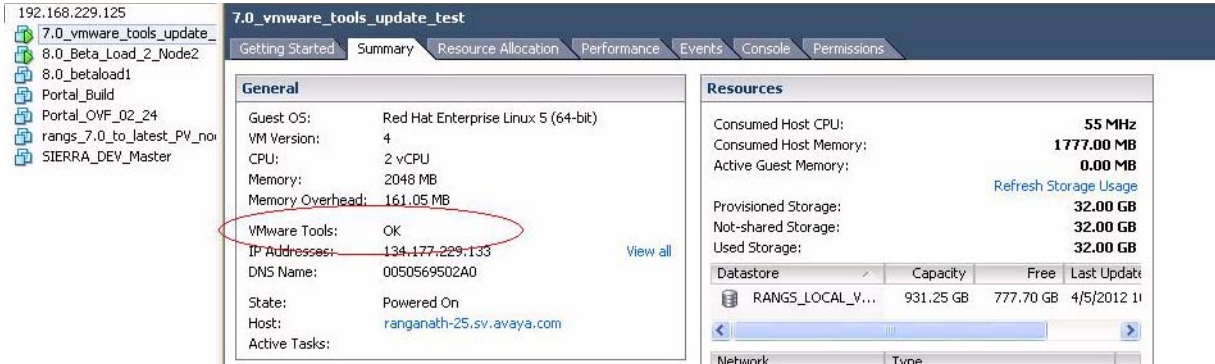 192.168.229.125
7.0_vmware_tools_update_
8.0_Beta_Load_2_Node2
8.0_betaload1
Portal_Build
Portal_OVF_02_24
rangs_7.0_to_latest_PV_no
SIERRA_DEV_Master
7.0_vmware_tools_update_test
Getting Started Summary Resource Allocation Performance Events Console Permissions
General
Guest OS: Red Hat Enterprise Linux 5 (64-bit)
VM Version: 4
CPU: 2 vCPU
Memory: 2048 MB
Memory Overhead: 161.05 MB
VMware Tools: OK
IP Addresses: 134.177.229.133 View all
DNS Name: 0050569502A0
State: Powered On
Host: ranganath-25.sv.avaya.com
Active Tasks:
Resources
Consumed Host CPU: 55 MHz
Consumed Host Memory: 1777.00 MB
Active Guest Memory: 0.00 MB
Refresh Storage Usage
Provisioned Storage: 32.00 GB
Not-shared Storage: 32.00 GB
Used Storage: 32.00 GB
Datastore Capacity Free Last Update
RANGS_LOCAL_V... 931.25 GB 777.70 GB 4/5/2012 1
Network Type